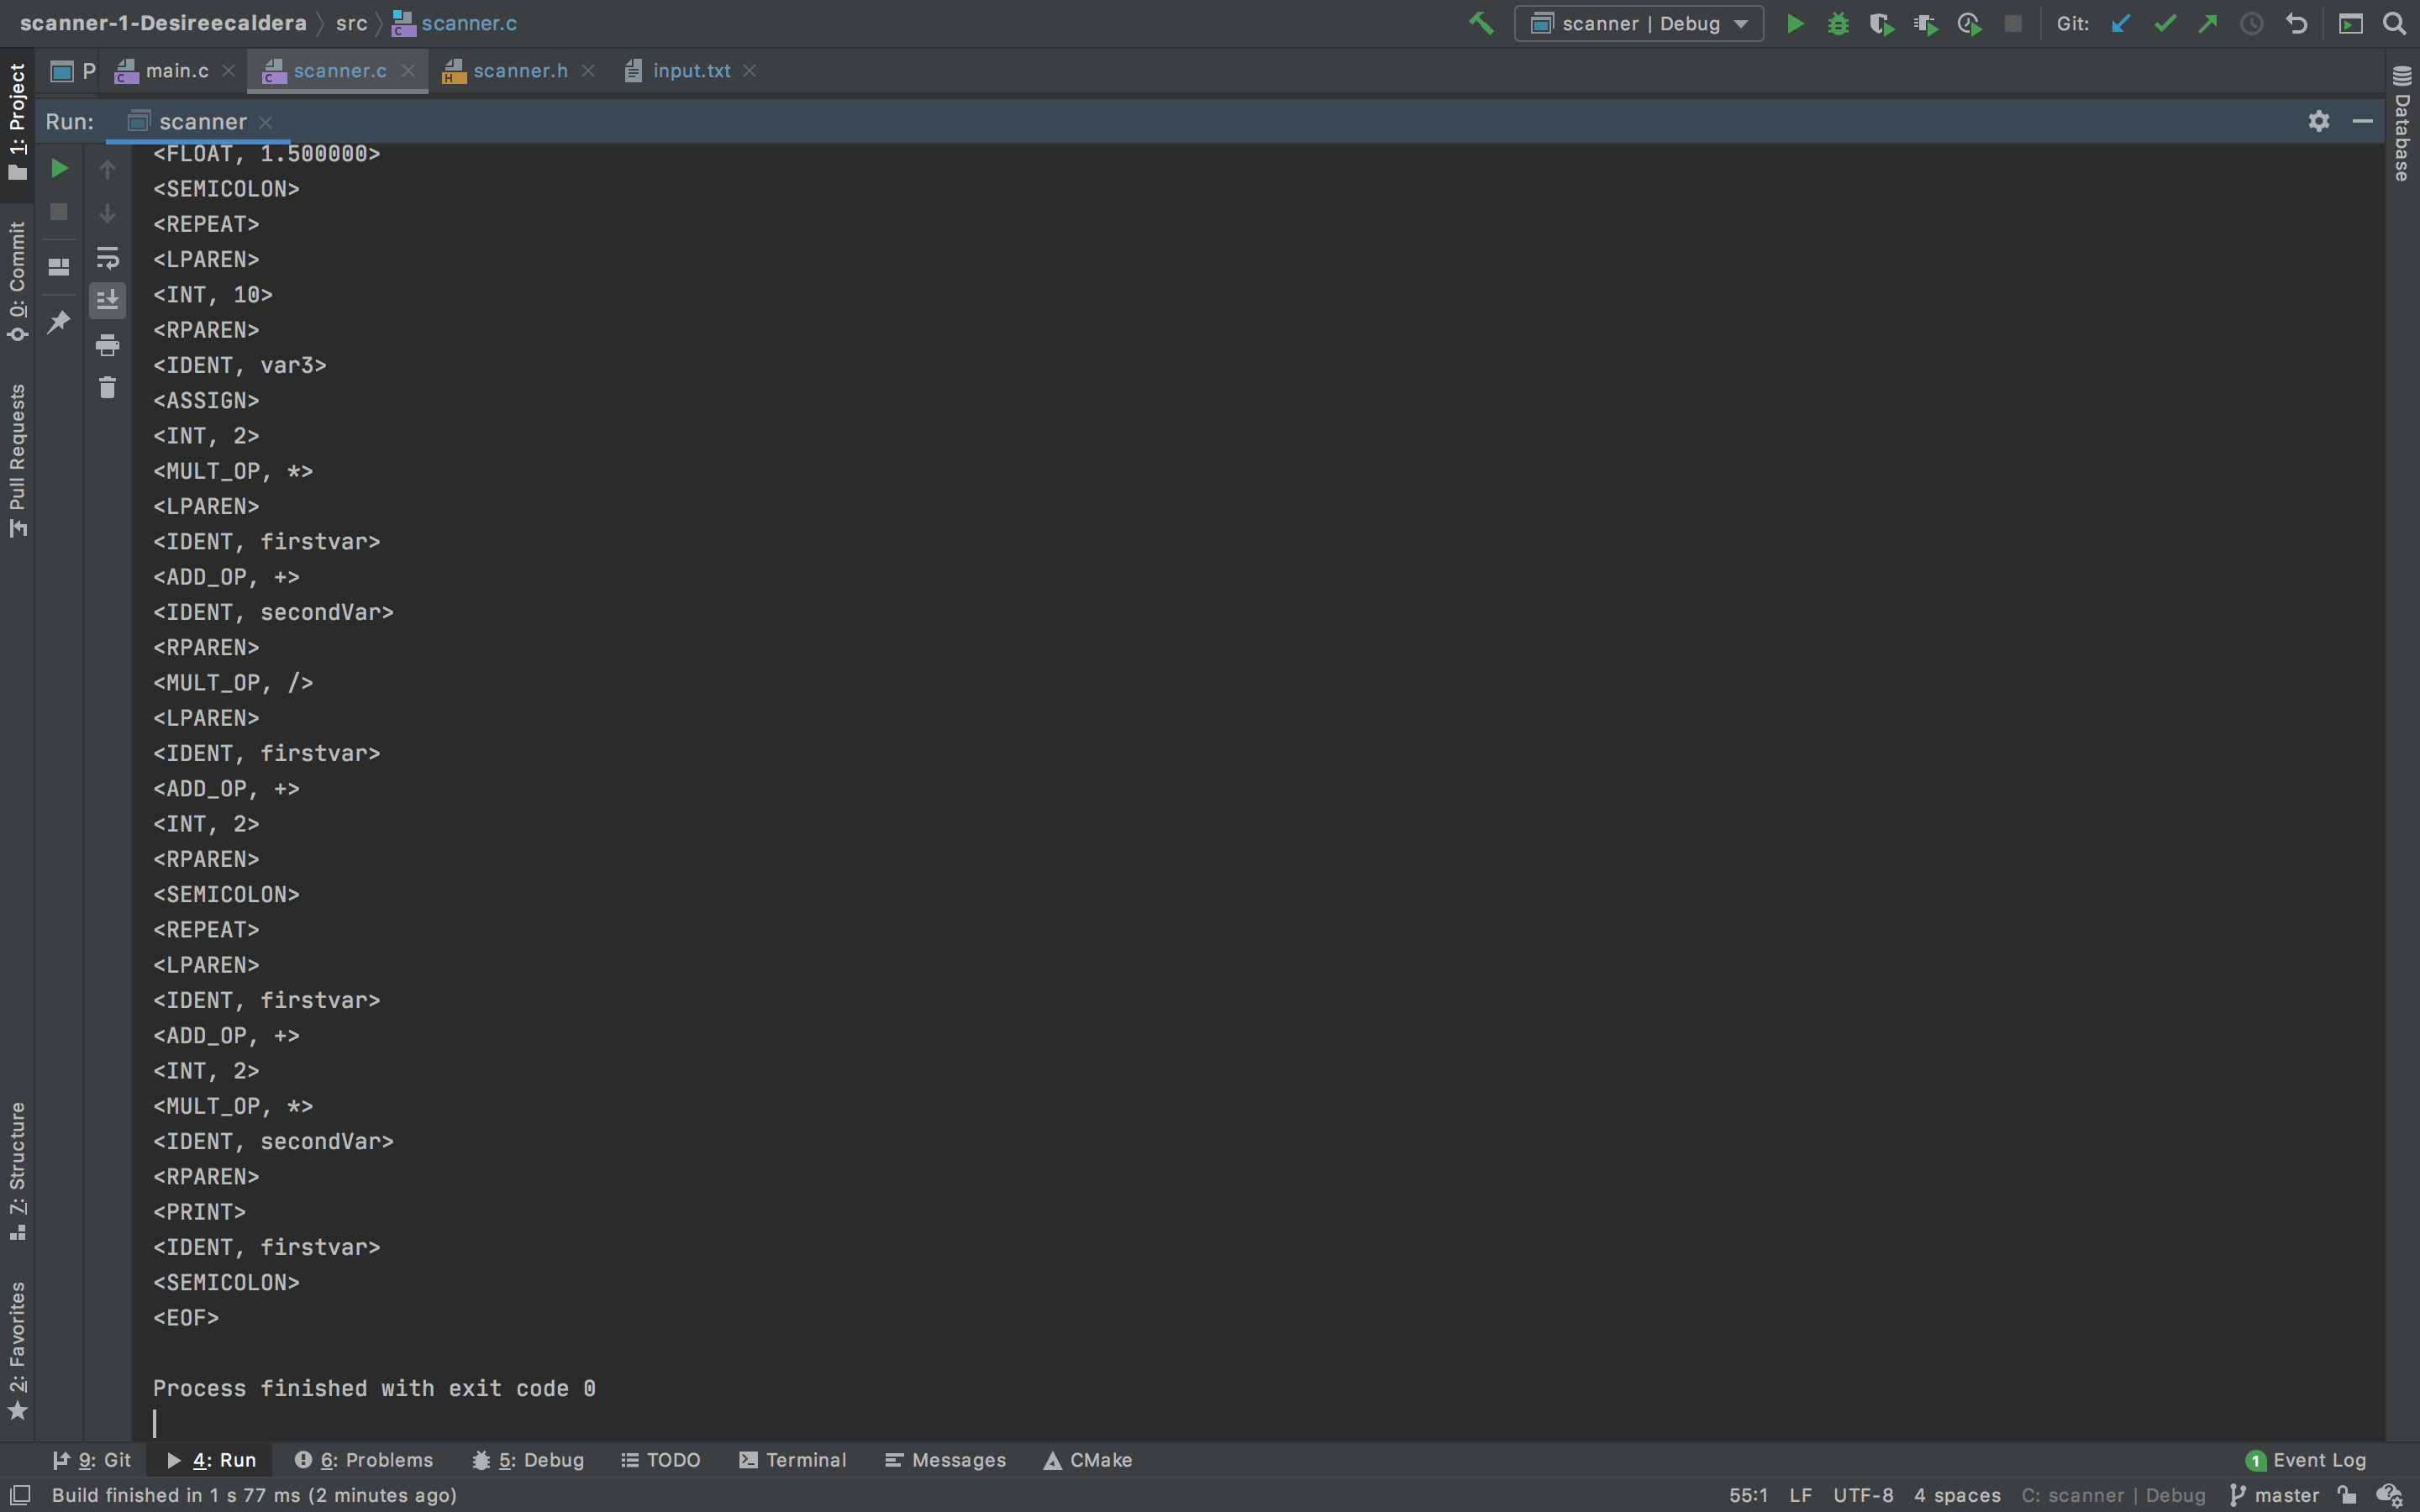 scanner-1-Desireecaldera src scanner.c
scanner | Debug
Git:
P main.c scanner.c scanner.h input.txt
Run: scanner
1: Project
0: Commit
Pull Requests
7: Structure
2: Favorites
Database
<FLOAT, 1.500000>
<SEMICOLON>
<REPEAT>
<LPAREN>
<INT, 10>
<RPAREN>
<IDENT, var3>
<ASSIGN>
<INT, 2>
<MULT_OP, *>
<LPAREN>
<IDENT, firstvar>
<ADD_OP, +>
<IDENT, secondVar>
<RPAREN>
<MULT_OP, />
<LPAREN>
<IDENT, firstvar>
<ADD_OP, +>
<INT, 2>
<RPAREN>
<SEMICOLON>
<REPEAT>
<LPAREN>
<IDENT, firstvar>
<ADD_OP, +>
<INT, 2>
<MULT_OP, *>
<IDENT, secondVar>
<RPAREN>
<PRINT>
<IDENT, firstvar>
<SEMICOLON>
<EOF>
Process finished with exit code 0
9: Git 4: Run 6: Problems 5: Debug TODO Terminal Messages CMake 1 Event Log
Build finished in 1 s 77 ms (2 minutes ago) 55:1 LF UTF-8 4 spaces C: scanner | Debug master